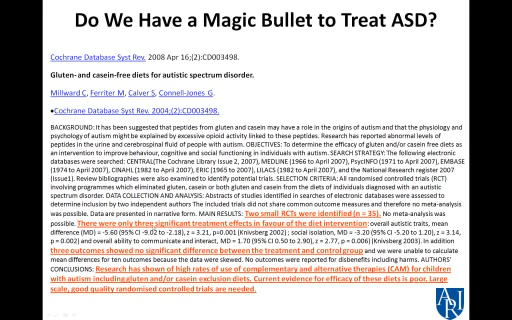 Do We Have a Magic Bullet to Treat ASD?
Cochrane Database Syst Rev. 2008 Apr 16;(2):CD003498.
Gluten- and casein-free diets for autistic spectrum disorder.
Millward C, Ferriter M, Calver S, Connell-Jones G.
•Cochrane Database Syst Rev. 2004;(2):CD003498.
BACKGROUND: It has been suggested that peptides from gluten and casein may have a role in the origins of autism and that the physiology and
psychology of autism might be explained by excessive opioid activity linked to these peptides. Research has reported abnormal levels of
peptides in the urine and cerebrospinal fluid of people with autism. OBJECTIVES: To determine the efficacy of gluten and/or casein free diets as
an intervention to improve behaviour, cognitive and social functioning in individuals with autism. SEARCH STRATEGY: The following electronic
databases were searched: CENTRAL(The Cochrane Library Issue 2, 2007), MEDLINE (1966 to April 2007), PsycINFO (1971 to April 2007), EMBASE
(1974 to April 2007), CINAHL (1982 to April 2007), ERIC (1965 to 2007), LILACS (1982 to April 2007), and the National Research register 2007
(Issue1). Review bibliographies were also examined to identify potential trials. SELECTION CRITERIA: All randomised controlled trials (RCT)
involving programmes which eliminated gluten, casein or both gluten and casein from the diets of individuals diagnosed with an autistic
spectrum disorder. DATA COLLECTION AND ANALYSIS: Abstracts of studies identified in searches of electronic databases were assessed to
determine inclusion by two independent authors The included trials did not share common outcome measures and therefore no meta-analysis
was possible. Data are presented in narrative form. MAIN RESULTS: Two small RCTs were identified (n = 35). No meta-analysis was
possible. There were only three significant treatment effects in favour of the diet intervention: overall autistic traits, mean
difference (MD) = -5.60 (95% CI -9.02 to -2.18), z = 3.21, p=0.001 (Knivsberg 2002) ; social isolation, MD = -3.20 (95% CI -5.20 to 1.20), z = 3.14,
p = 0.002) and overall ability to communicate and interact, MD = 1.70 (95% CI 0.50 to 2.90), z = 2.77, p = 0.006) (Knivsberg 2003). In addition
three outcomes showed no significant difference between the treatment and control group and we were unable to calculate
mean differences for ten outcomes because the data were skewed. No outcomes were reported for disbenefits including harms. AUTHORS'
CONCLUSIONS: Research has shown of high rates of use of complementary and alternative therapies (CAM) for children
with autism including gluten and/or casein exclusion diets. Current evidence for efficacy of these diets is poor. Large
scale, good quality randomised controlled trials are needed.